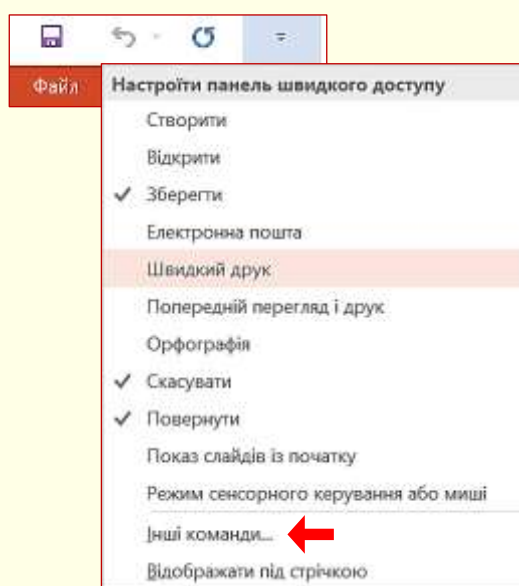 Файл
Настроїти панель швидкого доступу
Створити
Відкрити
Зберегти
Електронна пошта
Швидкий друк
Попередній перегляд і друк
Орфографія
Скасувати
Повернути
Показ слайдів із початку
Режим сенсорного керування або миші
Інші команди...
Відображати під стрічкою